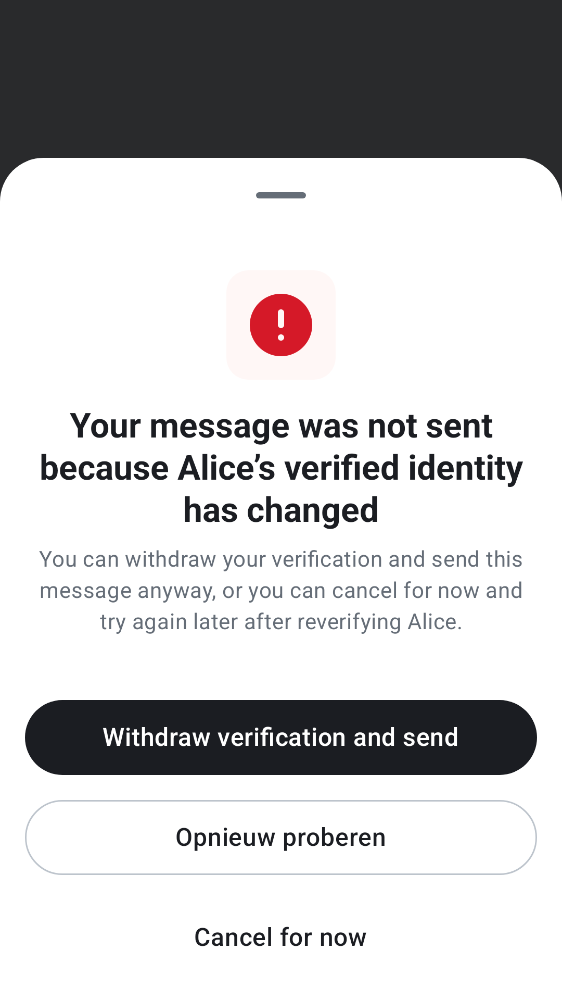 Your message was not sent
because Alice’s verified identity
has changed
You can withdraw your verification and send this
message anyway, or you can cancel for now and
try again later after reverifying Alice.
Withdraw verification and send
Opnieuw proberen
Cancel for now